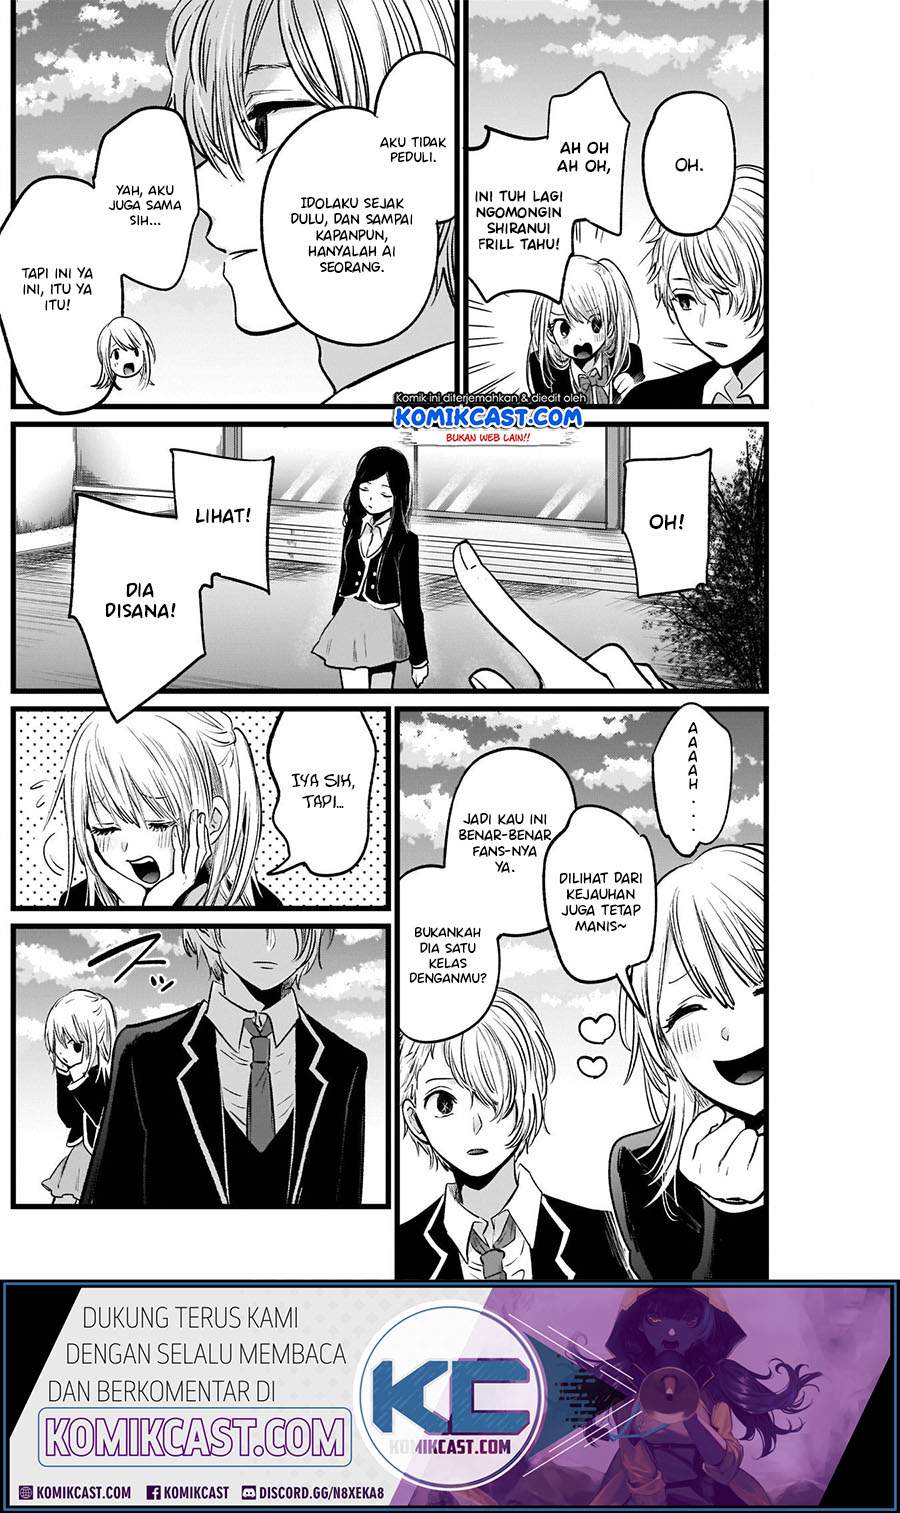 OH.
AH OH
AH OH,
INI TUH LAGI
NGOMONGIN
SHIRANUI
FRILL TAHU!
AKU TIDAK
PEDULI.
IDOLAKU SEJAK
DULU, DAN SAMPAI
KAPANPUN,
HANYALAH AI
SEORANG.
YAH, AKU
JUGA SAMA
SIH...
TAPI INI YA
INI, ITU YA
ITU!
Komik ini diterjemahkan & diedit oleh
KOMIKCAST.COM
BUKAN WEB LAIN!!
OH!
LIHAT!
DIA
DISANA!
AAAAH....
DILIHAT DARI
KEJAUHAN
JUGA TETAP
MANIS~
JADI KAU INI
BENAR-BENAR
FANS-NYA
YA.
BUKANKAH
DIA SATU
KELAS
DENGANMU?
IYA SIH,
TAPI...
DUKUNG TERUS KAMI
DENGAN SELALU MEMBACA
DAN BERKOMENTAR DI
KOMIKCAST.COM
KC
KOMIKCAST.COM
KOMIKCAST.COM
KOMIKCAST
DISCORD.GG/N8XEKA8